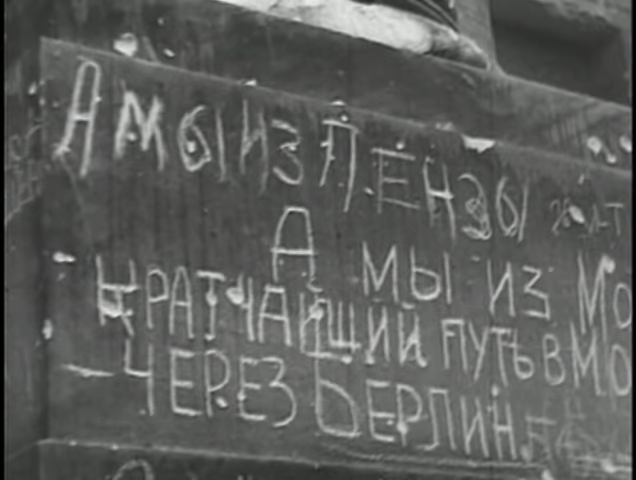 А МЫ ИЗ ПЕНЗЫ
А МЫ ИЗ МО
КРАТЧАЙШИЙ ПУТЬ В МО
— ЧЕРЕЗ БЕРЛИН.